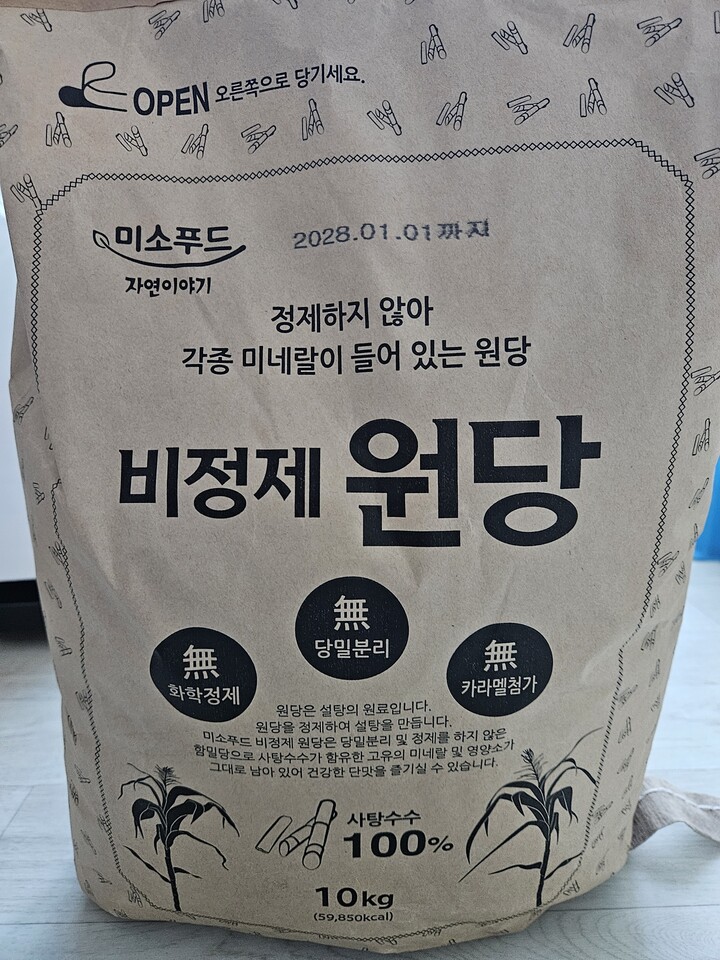 OPEN 오른쪽으로 당기세요.
미소푸드
자연이야기
2028.01.01까지
정제하지 않아
각종 미네랄이 들어 있는 원당
비정제 원당
無
당밀분리
無
화학정제
無
카라멜첨가
원당은 설탕의 원료입니다.
원당을 정제하여 설탕을 만듭니다.
미소푸드 비정제 원당은 당밀분리 및 정제를 하지 않은
함밀당으로 사탕수수가 함유한 고유의 미네랄 및 영양소가
그대로 남아 있어 건강한 단맛을 즐기실 수 있습니다.
사탕수수
100%
10kg
(59,850kcal)